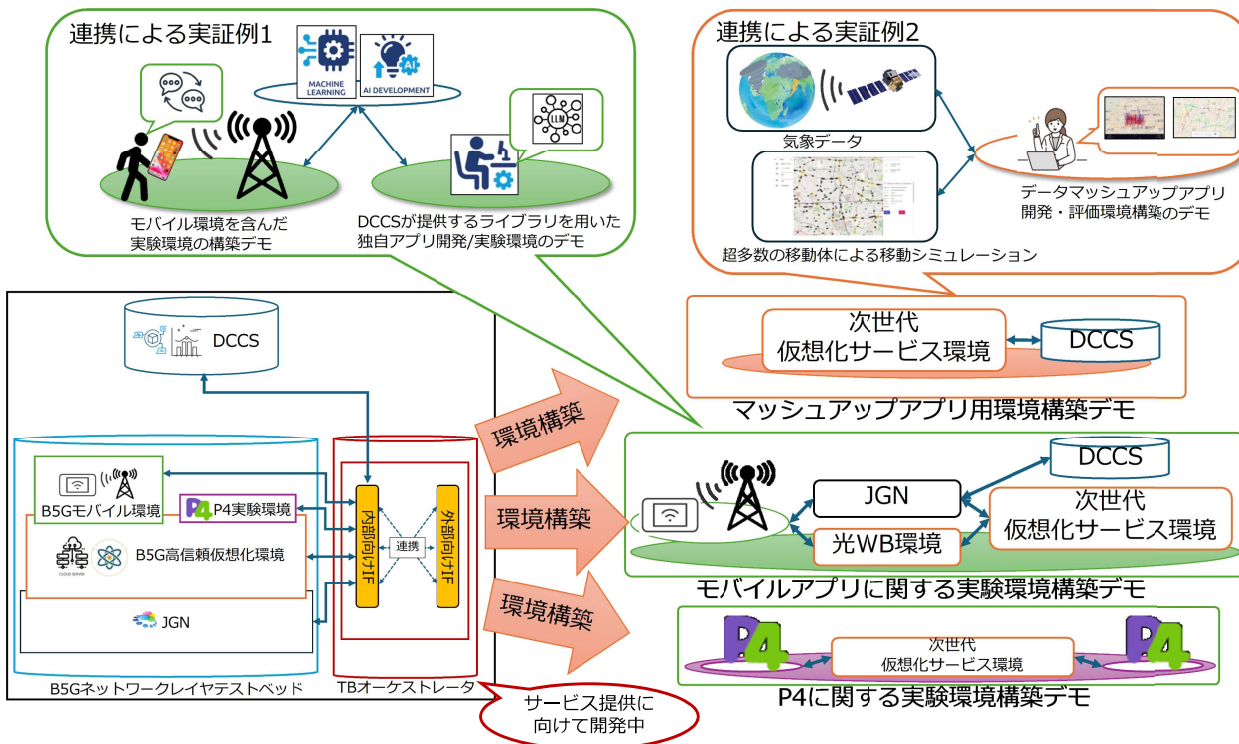 連携による実証例1
MACHINE
LEARNING
AI
AI DEVELOPMENT
LLM
モバイル環境を含んだ
実験環境の構築デモ
DCCSが提供するライブラリを用いた
独自アプリ開発/実験環境のデモ
連携による実証例2
気象データ
超多数の移動体による移動シミュレーション
データマッシュアップアプリ
開発・評価環境構築のデモ
DCCS
B5Gモバイル環境
P4
P4実験環境
B5G高信頼仮想化環境
CLOUD SERVER
JGN
B5Gネットワークレイヤテストベッド
内部向けIF
連携
外部向けIF
TBオーケストレータ
サービス提供に
向けて開発中
環境構築
環境構築
環境構築
次世代
仮想化サービス環境
DCCS
マッシュアップアプリ用環境構築デモ
JGN
光WB環境
DCCS
次世代
仮想化サービス環境
モバイルアプリに関する実験環境構築デモ
P4
次世代
仮想化サービス環境
P4
P4に関する実験環境構築デモ